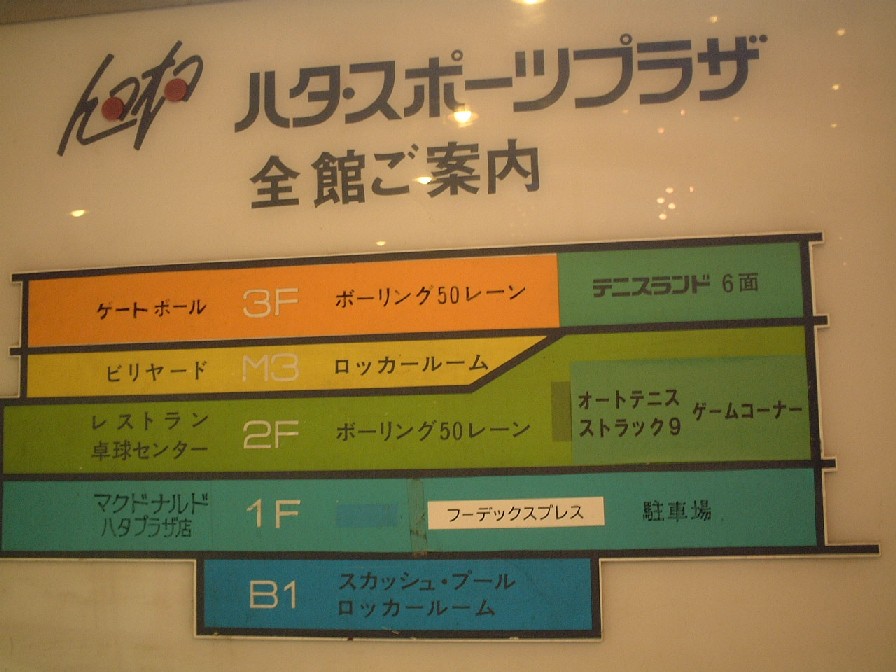 ハタ・スポーツプラザ
全館ご案内
ゲートボール 3F ボーリング50レーン テニスランド 6面
ビリヤード M3 ロッカールーム
レストラン
卓球センター 2F ボーリング50レーン
オートテニス
ストラック9 ゲームコーナー
マクドナルド
ハタプラザ店 1F フーデックスプレス 駐車場
B1 スカッシュ・プール
ロッカールーム